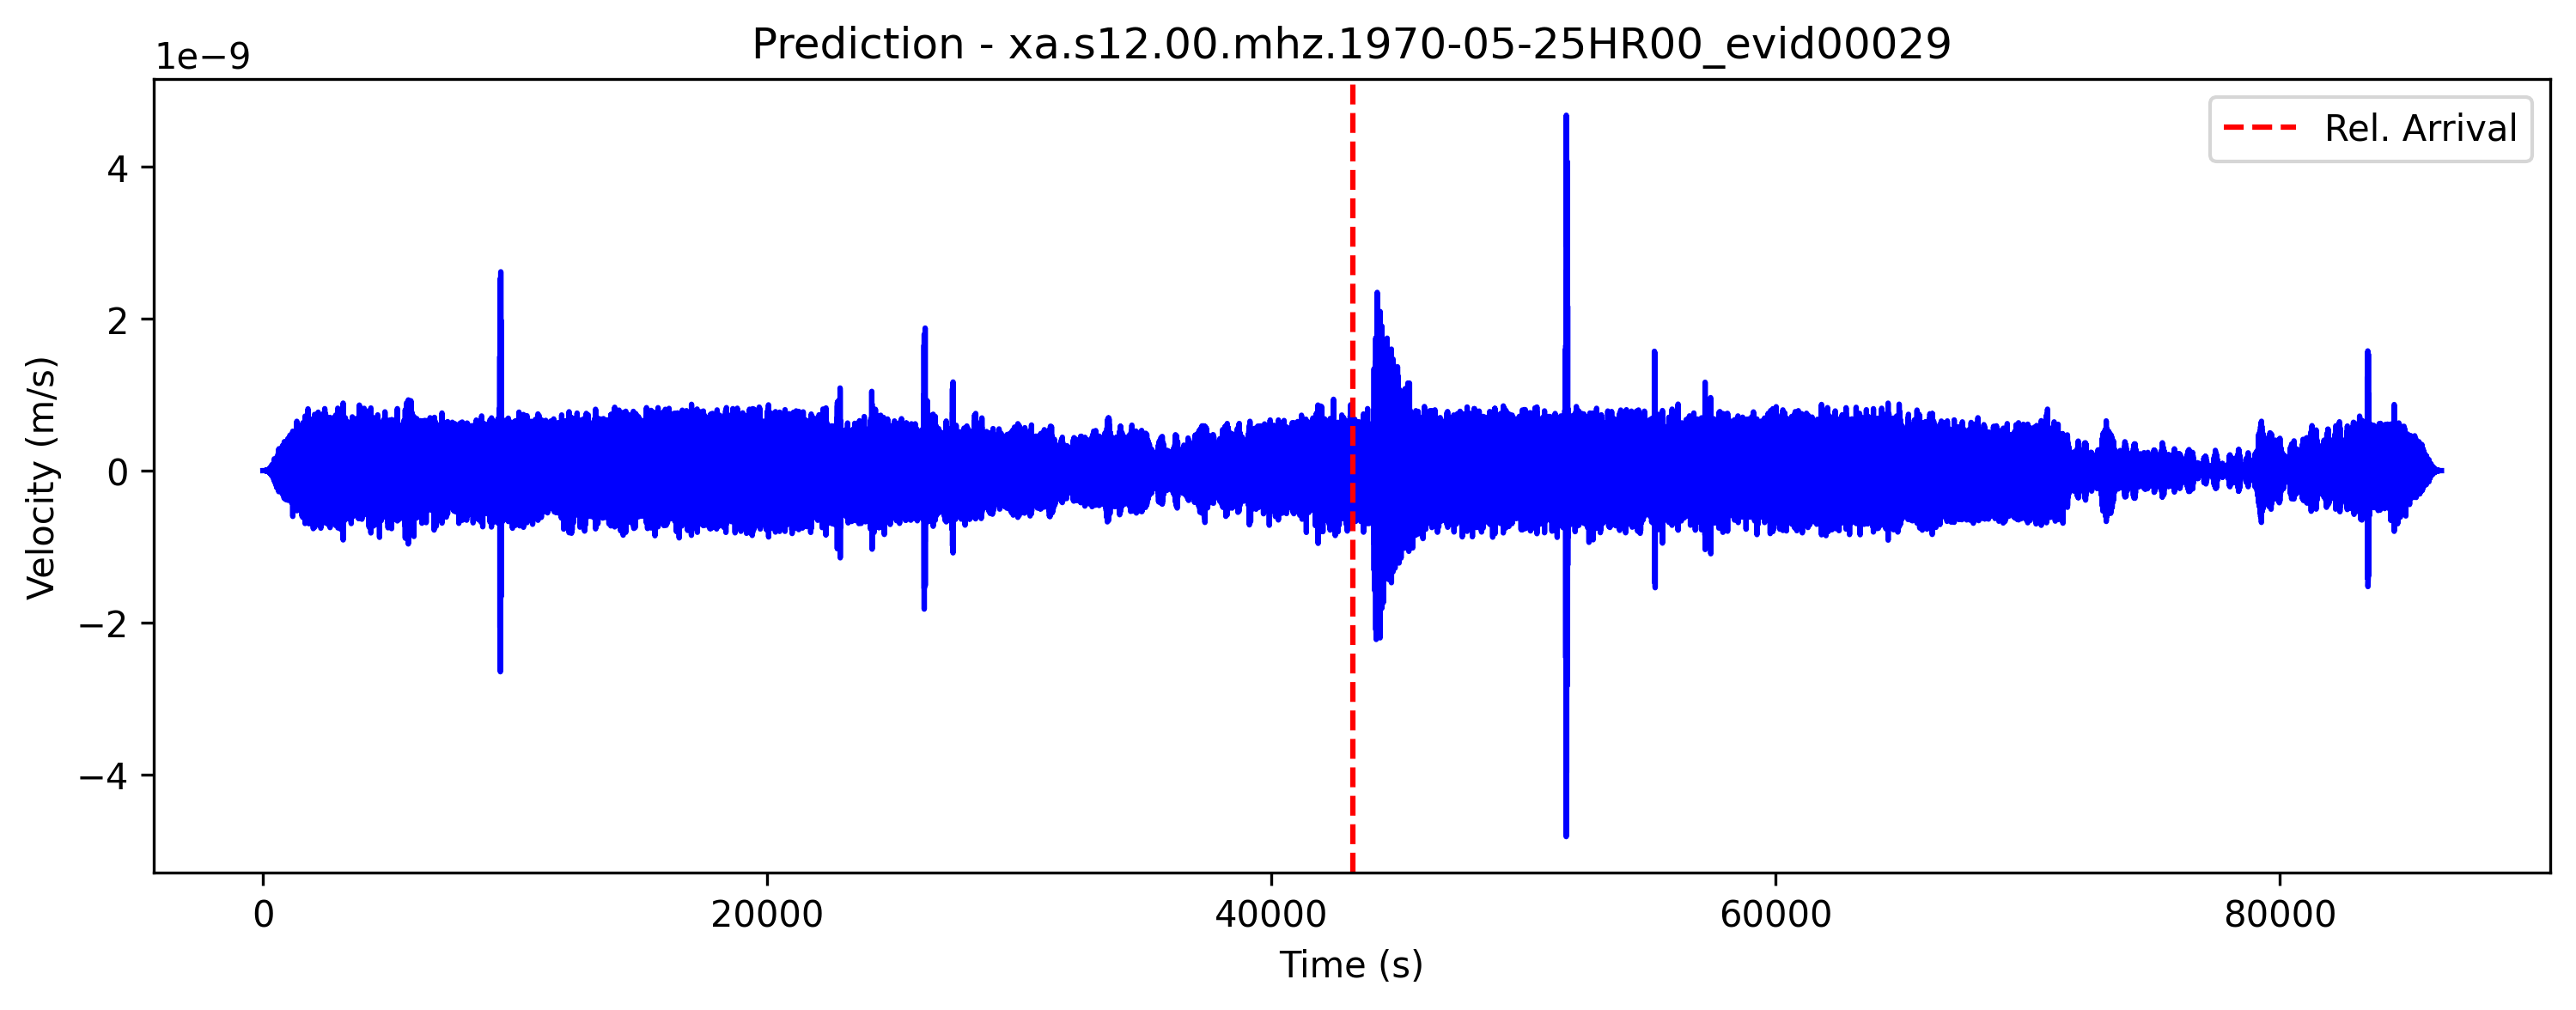 Prediction - xa.s12.00.mhz.1970-05-25HR00_evid00029
1e−9
Rel. Arrival
4
2
0
−2
−4
Velocity (m/s)
0 20000 40000 60000 80000
Time (s)